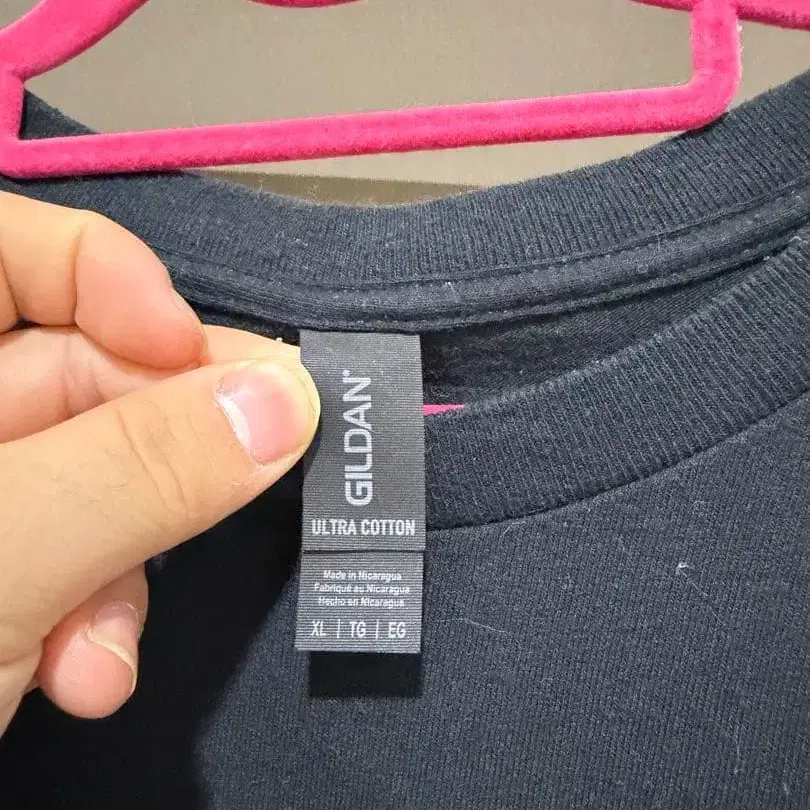 GILDAN®
ULTRA COTTON
Made in Nicaragua
Fabriqué au Nicaragua
Hecho en Nicaragua
XL | TG | EG